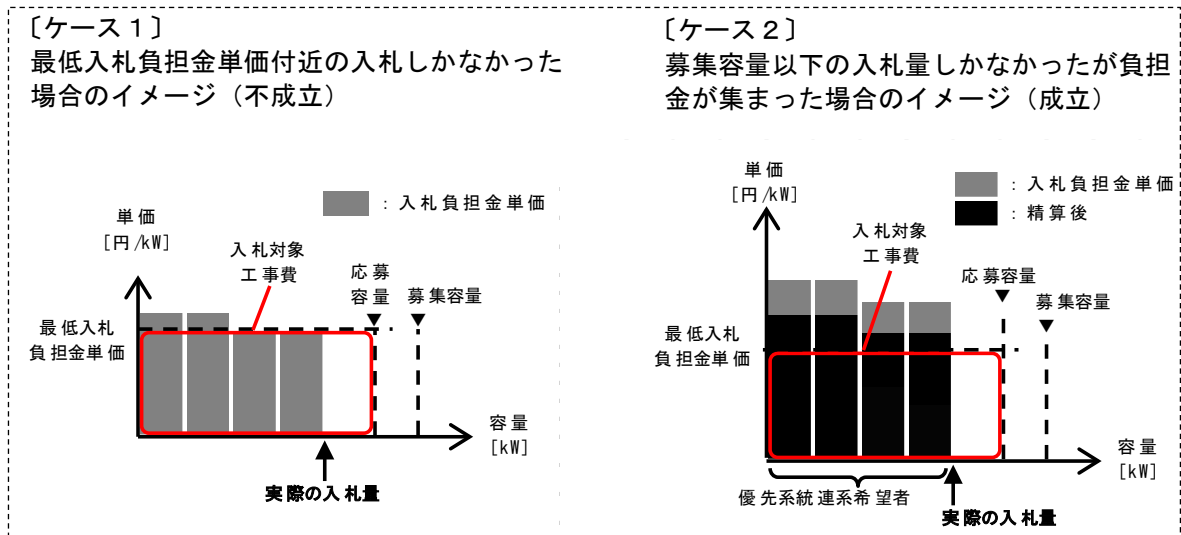 〔ケース１〕
最低入札負担金単価付近の入札しかなかった
場合のイメージ（不成立）
単価
[円/kW]
：入札負担金単価
入札対象
工事費
応募
容量
募集容量
最低入札
負担金単価
容量
[kW]
実際の入札量
〔ケース２〕
募集容量以下の入札量しかなかったが負担
金が集まった場合のイメージ（成立）
単価
[円/kW]
：入札負担金単価
：精算後
入札対象
工事費
応募容量
募集容量
最低入札
負担金単価
容量
[kW]
優先系統連系希望者
実際の入札量